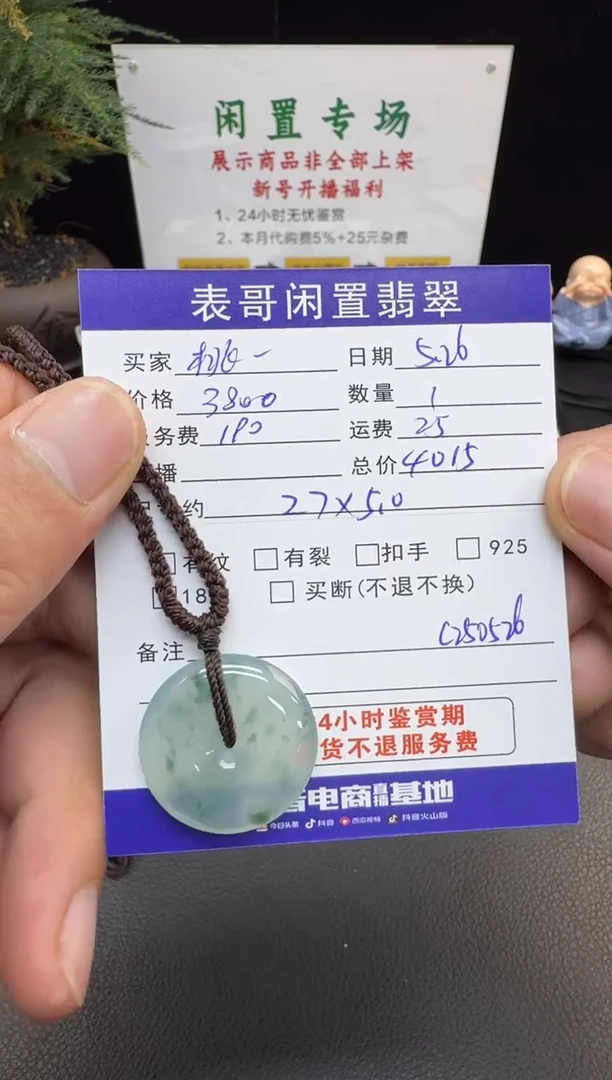 闲置专场
展示商品非全部上架
新号开播福利
1、24小时无忧鉴赏
2、本月代购费5%+25元杂费
表哥闲置翡翠
买家 一 日期 5.26
价格 3800 数量 1
务费 190 运费 25
播 总价 4015
约 27×5.0
有纹 有裂 扣手 925
18 买断(不退不换)
备注 C250526
4小时鉴赏期
货不退服务费
电商直播基地
今日头条 抖音 西瓜视频 抖音火山版